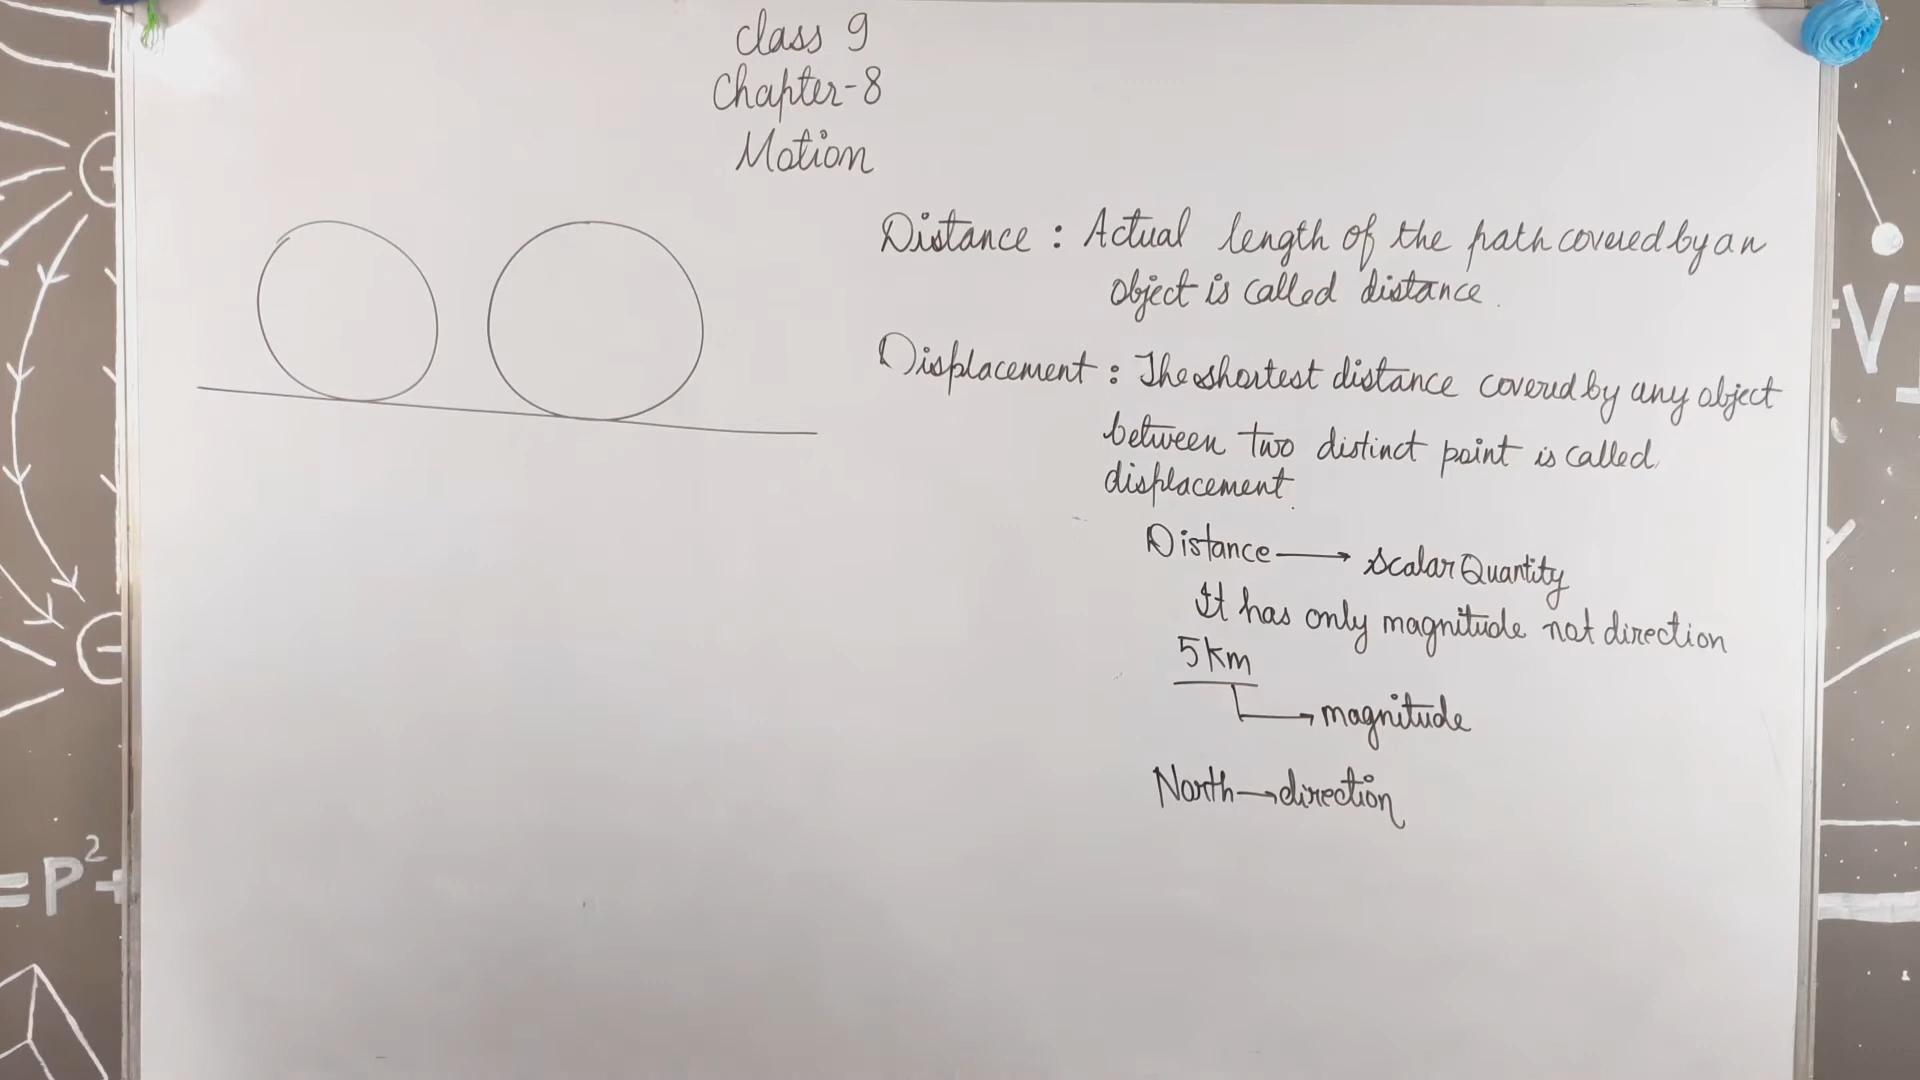 class 9
Chapter-8
Motion
Distance : Actual length of the path covered by an
object is called distance.
Displacement : The shortest distance covered by any object
between two distinct point is called
displacement.
Distance → scalar Quantity
It has only magnitude not direction
5 km
→ magnitude
North → direction
=V
=P²+